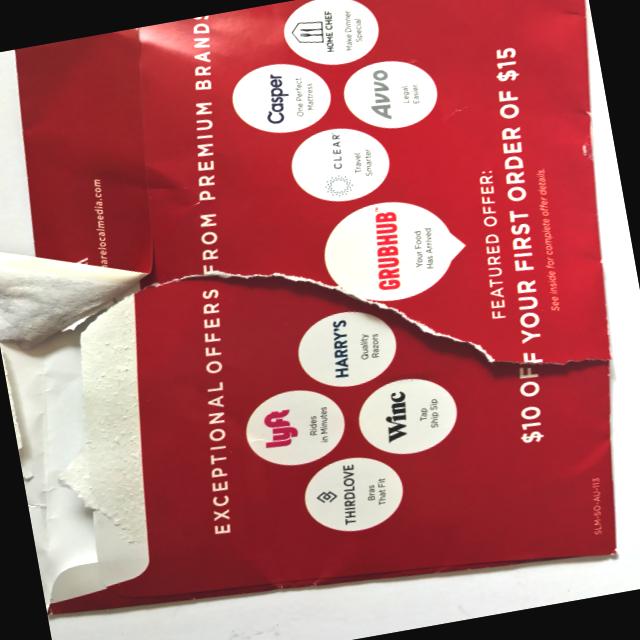 EXCEPTIONAL OFFERS FROM PREMIUM BRANDS
HOME CHEF
Make Dinner
Special
Casper
One Perfect
Mattress
Avvo
Legal
Easier
CLEAR
Travel
Smarter
GRUBHUB™
Your Food
Has Arrived
HARRY'S
Quality
Razors
lyft
Rides
in Minutes
Winc
Tap
Ship Sip
THIRDLOVE
Bras
That Fit
FEATURED OFFER:
$10 OFF YOUR FIRST ORDER OF $15
See inside for complete offer details.
SLM-SO-AU-113
arelocalmedia.com